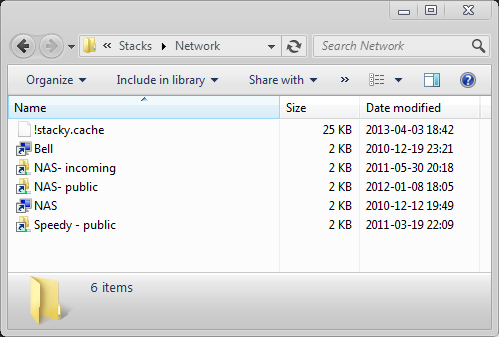 « Stacks Network Search Network
Organize Include in library Share with »
Name Size Date modified
!stacky.cache 25 KB 2013-04-03 18:42
Bell 2 KB 2010-12-19 23:21
NAS- incoming 2 KB 2011-05-30 20:18
NAS- public 2 KB 2012-01-08 18:05
NAS 2 KB 2010-12-12 19:49
Speedy - public 2 KB 2011-03-19 22:09
6 items